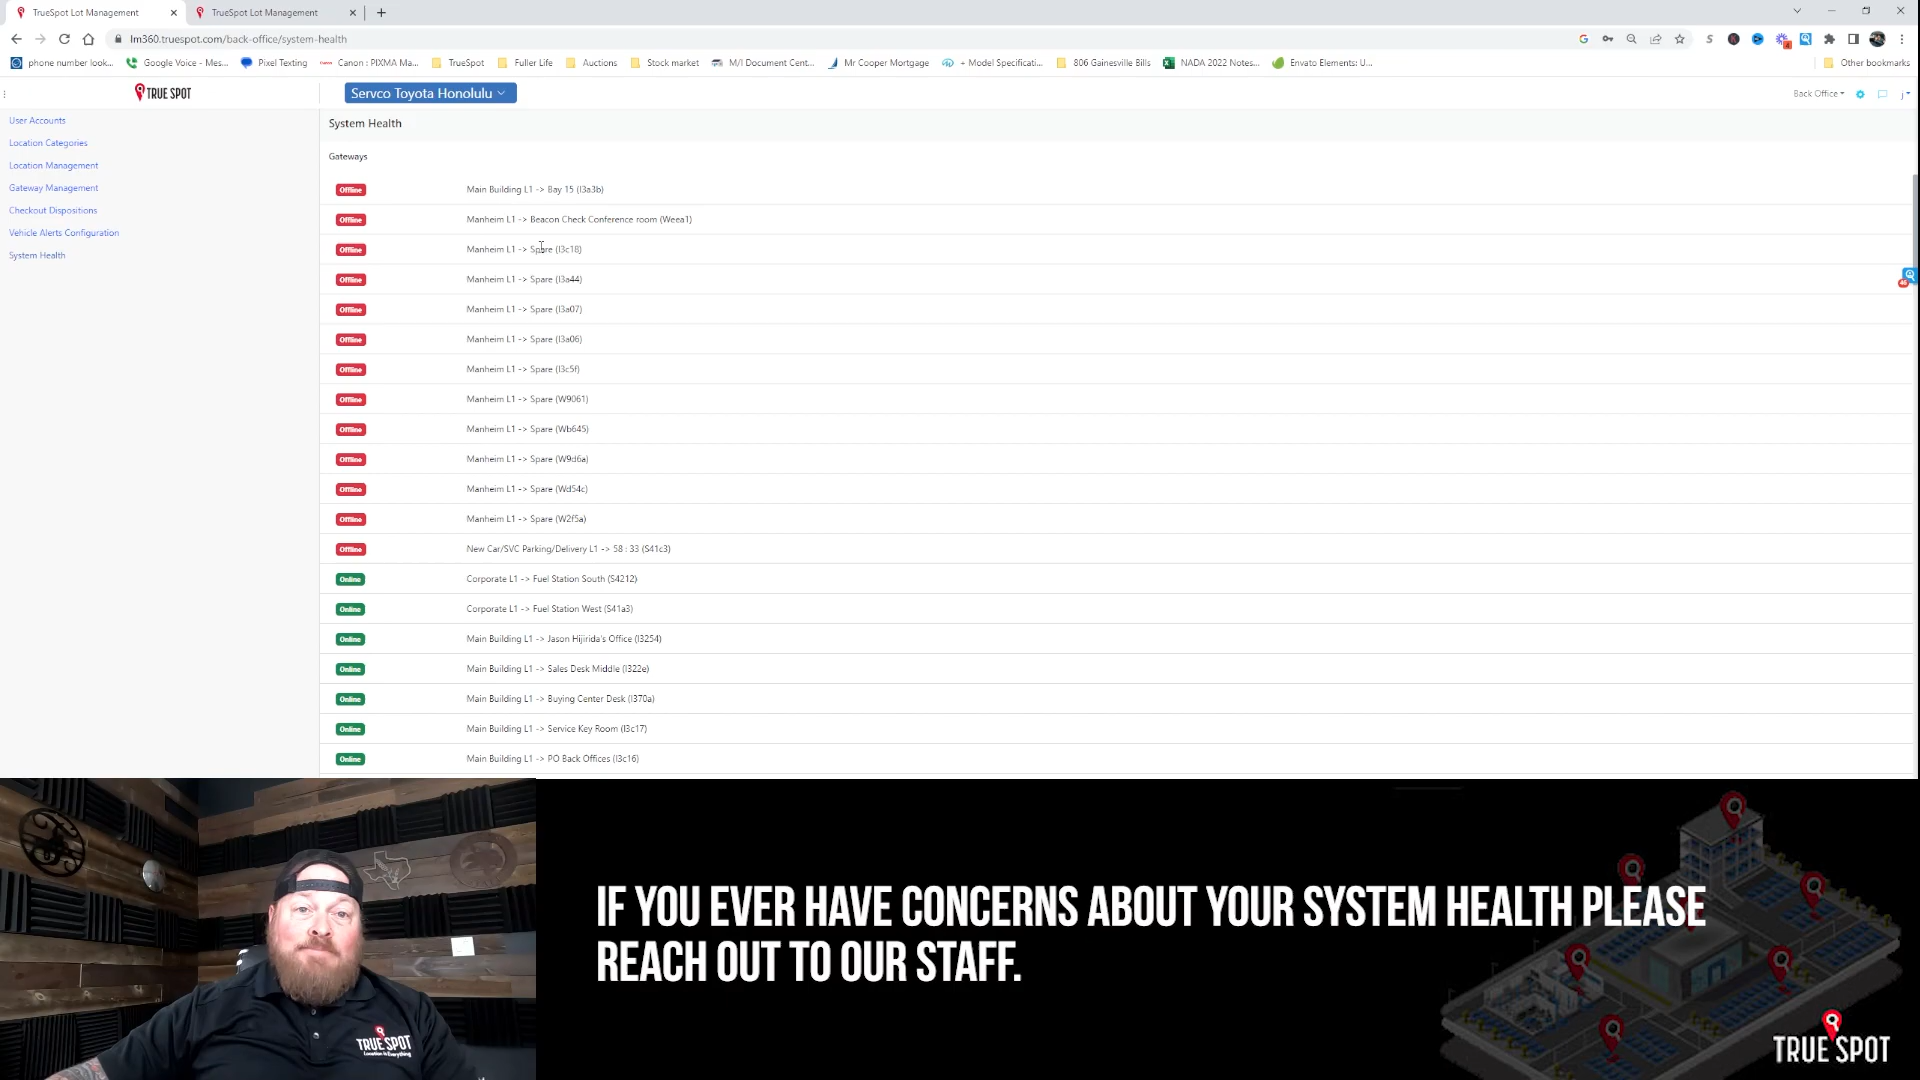 TrueSpot Lot Management
TrueSpot Lot Management
lm360.truespot.com/back-office/system-health
phone number look... Google Voice - Mes... Pixel Texting Canon : PIXMA Ma... TrueSpot Fuller Life Auctions Stock market M/I Document Cent... Mr Cooper Mortgage + Model Specificati... 806 Gainesville Bills NADA 2022 Notes... Envato Elements: U... Other bookmarks
TRUE SPOT
Servco Toyota Honolulu
Back Office
User Accounts
Location Categories
Location Management
Gateway Management
Checkout Dispositions
Vehicle Alerts Configuration
System Health
System Health
Gateways
Offline Main Building L1 -> Bay 15 (I3a3b)
Offline Manheim L1 -> Beacon Check Conference room (Weea1)
Offline Manheim L1 -> Spare (I3c18)
Offline Manheim L1 -> Spare (I3a44)
Offline Manheim L1 -> Spare (I3a07)
Offline Manheim L1 -> Spare (I3a06)
Offline Manheim L1 -> Spare (I3c5f)
Offline Manheim L1 -> Spare (W9061)
Offline Manheim L1 -> Spare (Wb645)
Offline Manheim L1 -> Spare (W9d6a)
Offline Manheim L1 -> Spare (Wd54c)
Offline Manheim L1 -> Spare (W2f5a)
Offline New Car/SVC Parking/Delivery L1 -> 58 : 33 (S41c3)
Online Corporate L1 -> Fuel Station South (S4212)
Online Corporate L1 -> Fuel Station West (S41a3)
Online Main Building L1 -> Jason Hijirida's Office (I3254)
Online Main Building L1 -> Sales Desk Middle (I322e)
Online Main Building L1 -> Buying Center Desk (I370a)
Online Main Building L1 -> Service Key Room (I3c17)
Online Main Building L1 -> PO Back Offices (I3c16)
TRUE SPOT
Location is Everything
IF YOU EVER HAVE CONCERNS ABOUT YOUR SYSTEM HEALTH PLEASE
REACH OUT TO OUR STAFF.
TRUE SPOT